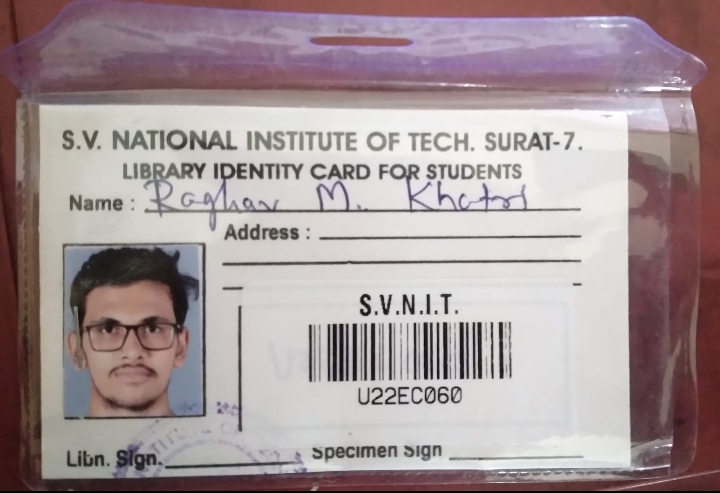 S.V. NATIONAL INSTITUTE OF TECH. SURAT-7.
LIBRARY IDENTITY CARD FOR STUDENTS
Name : Raghav M. Khatri
Address :
S.V.N.I.T.
U22EC060
Libn. Sign. Specimen Sign